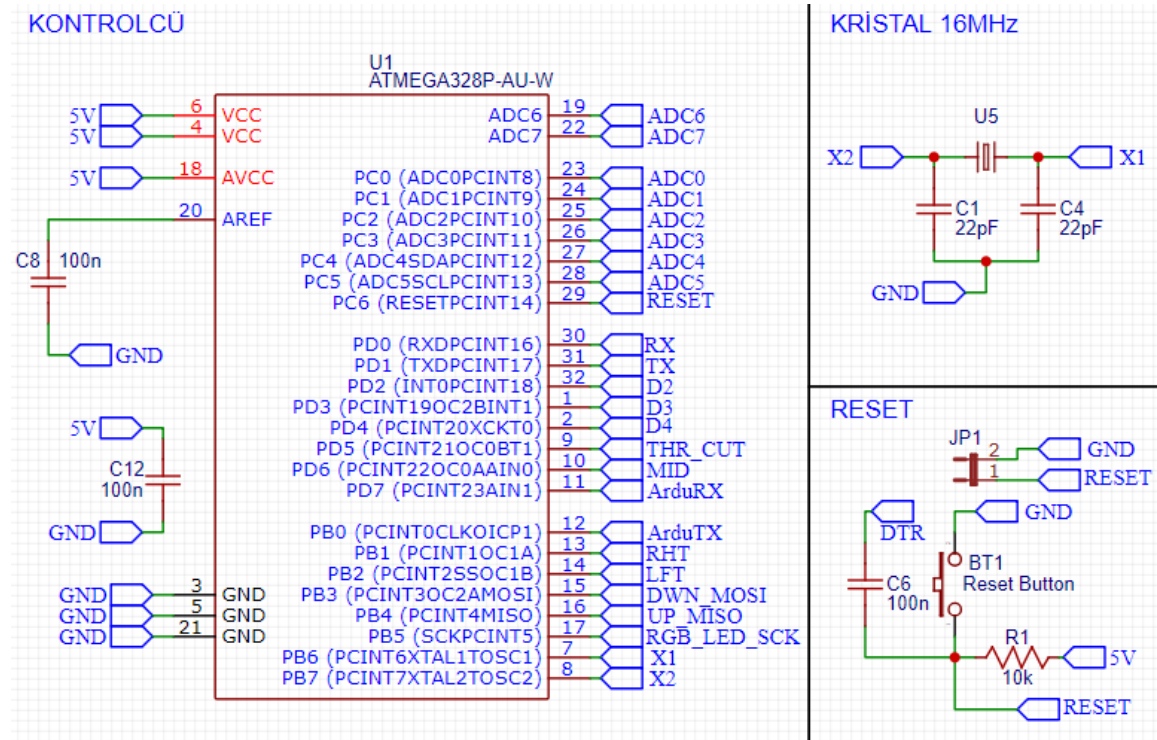 KONTROLCÜ
U1
ATMEGA328P-AU-W
5V 6 VCC
5V 4 VCC
5V 18 AVCC
20 AREF
C8 100n
GND
5V
C12
100n
GND
GND 3 GND
GND 5 GND
GND 21 GND
ADC6 19 ADC6
ADC7 22 ADC7
PC0 (ADC0PCINT8) 23 ADC0
PC1 (ADC1PCINT9) 24 ADC1
PC2 (ADC2PCINT10) 25 ADC2
PC3 (ADC3PCINT11) 26 ADC3
PC4 (ADC4SDAPCINT12) 27 ADC4
PC5 (ADC5SCLPCINT13) 28 ADC5
PC6 (RESETPCINT14) 29 RESET
PD0 (RXDPCINT16) 30 RX
PD1 (TXDPCINT17) 31 TX
PD2 (INT0PCINT18) 32 D2
PD3 (PCINT19OC2BINT1) 1 D3
PD4 (PCINT20XCKT0) 2 D4
PD5 (PCINT21OC0BT1) 9 THR_CUT
PD6 (PCINT22OC0AAIN0) 10 MID
PD7 (PCINT23AIN1) 11 ArduRX
PB0 (PCINT0CLKOICP1) 12 ArduTX
PB1 (PCINT1OC1A) 13 RHT
PB2 (PCINT2SSOC1B) 14 LFT
PB3 (PCINT3OC2AMOSI) 15 DWN_MOSI
PB4 (PCINT4MISO) 16 UP_MISO
PB5 (SCKPCINT5) 17 RGB_LED_SCK
PB6 (PCINT6XTAL1TOSC1) 7 X1
PB7 (PCINT7XTAL2TOSC2) 8 X2
KRİSTAL 16MHz
U5
X2 X1
C1 C4
22pF 22pF
GND
RESET
JP1
2 GND
1 RESET
DTR GND
BT1
C6 Reset Button
100n
R1
10k 5V
RESET